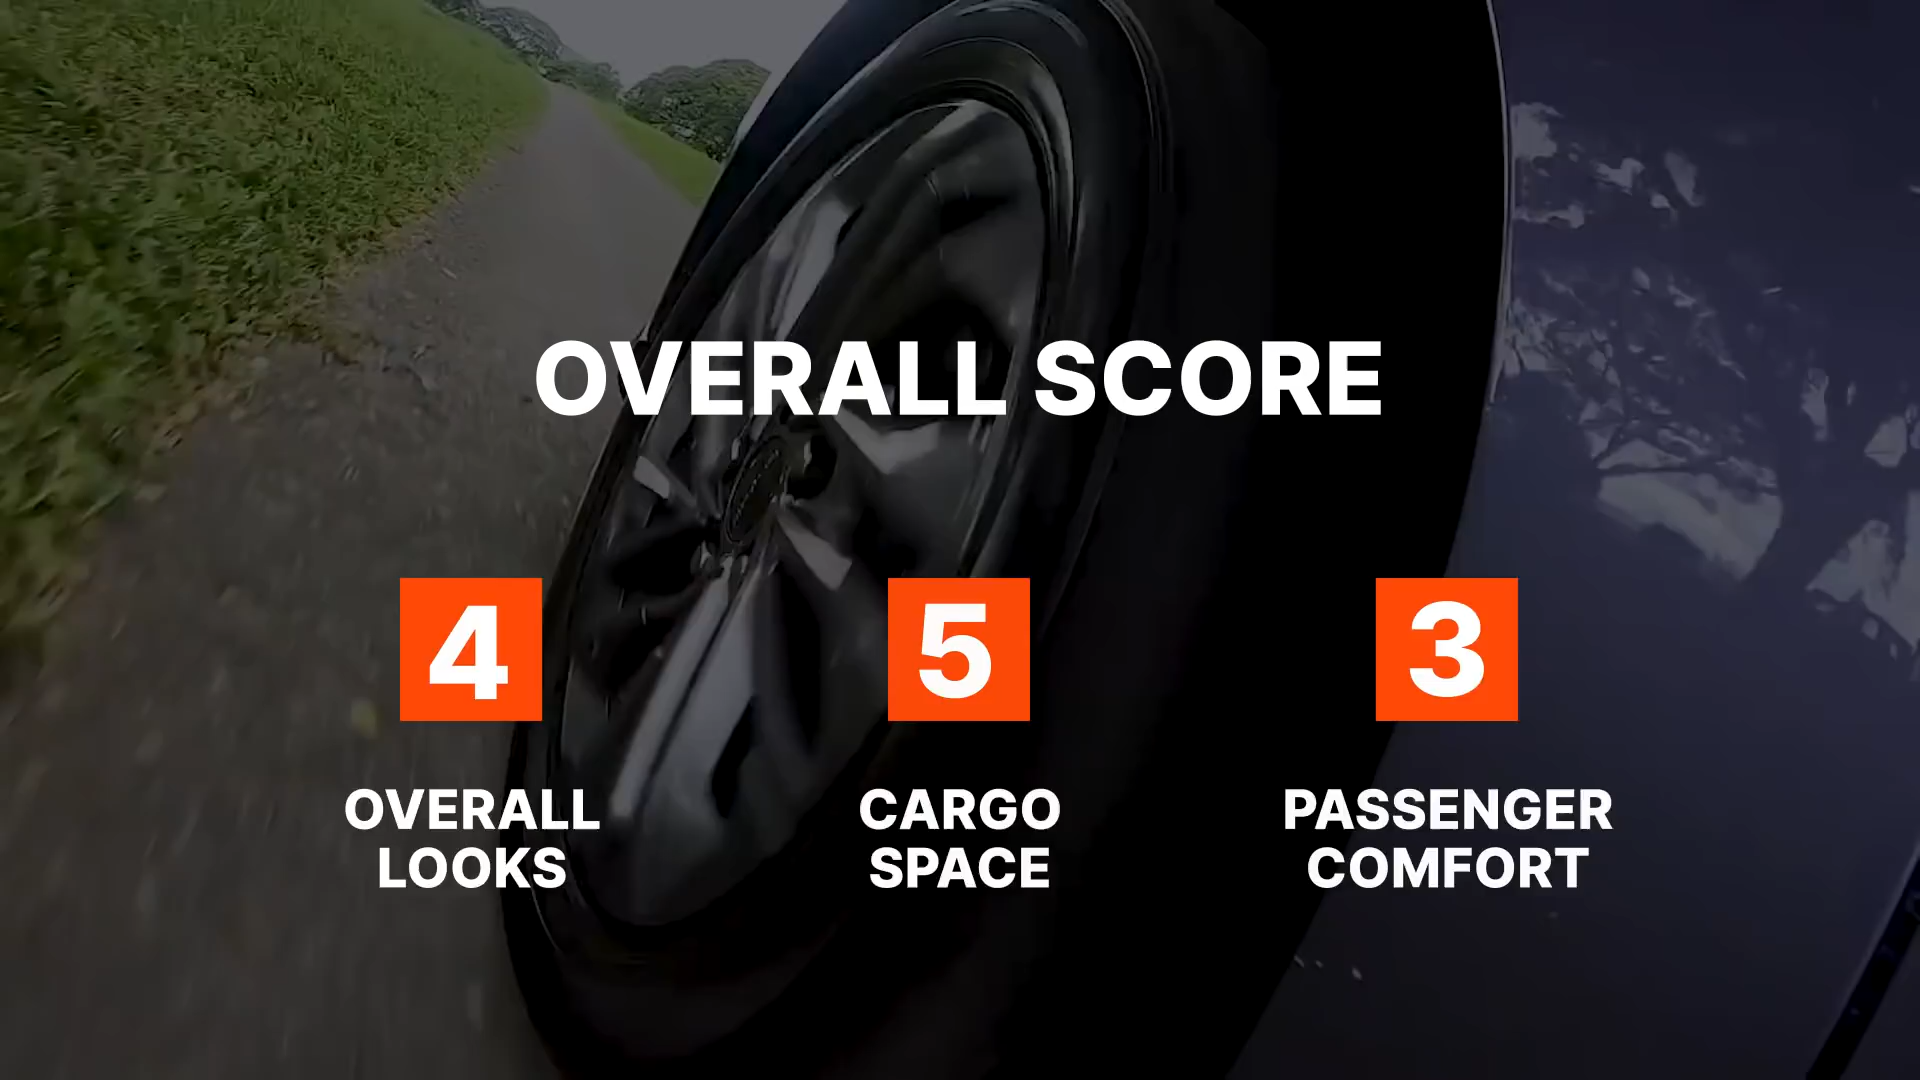 OVERALL SCORE
4
5
3
OVERALL
LOOKS
CARGO
SPACE
PASSENGER
COMFORT